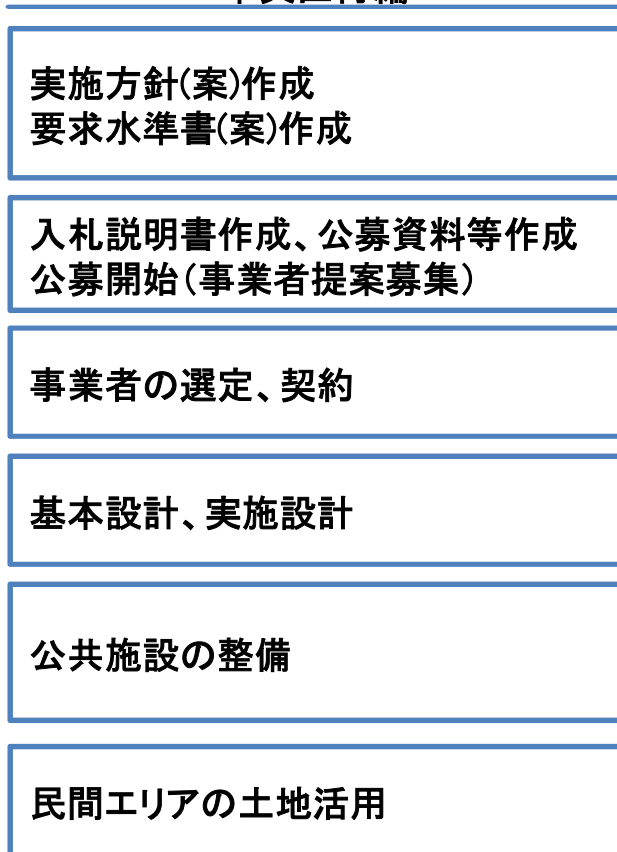 実施方針(案)作成
要求水準書(案)作成
入札説明書作成、公募資料等作成
公募開始（事業者提案募集）
事業者の選定、契約
基本設計、実施設計
公共施設の整備
民間エリアの土地活用